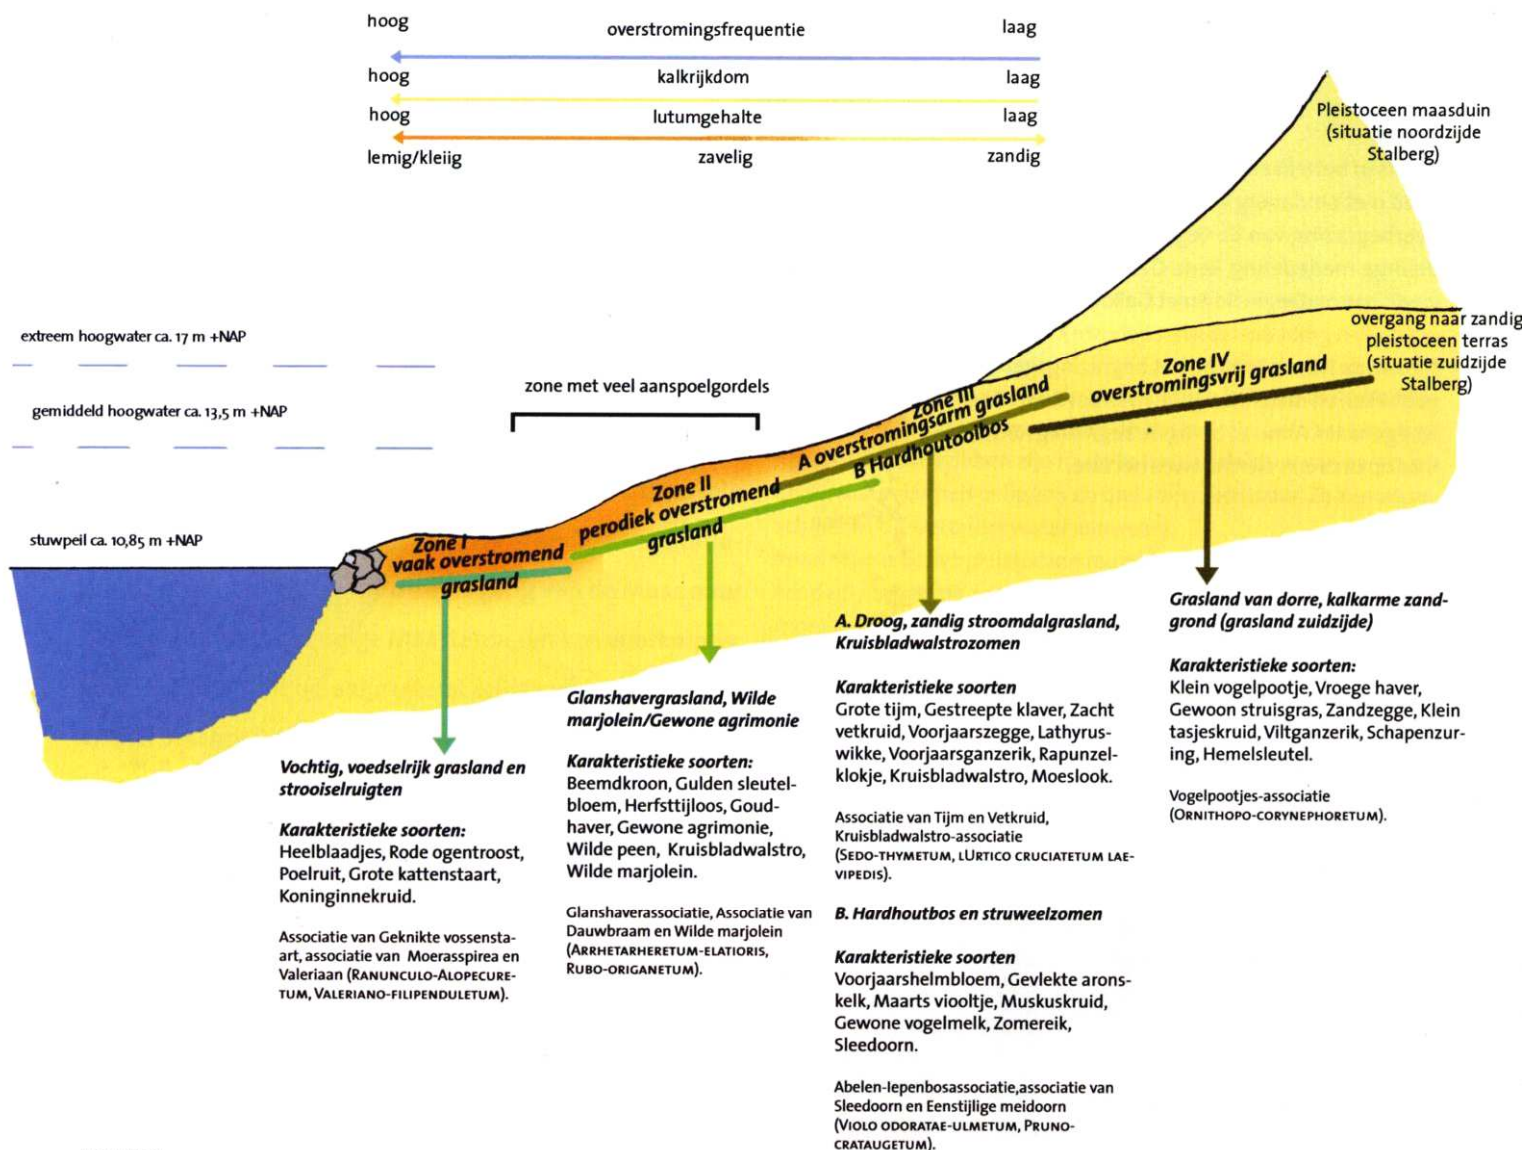 hoog
overstromingsfrequentie
laag
hoog
kalkrijkdom
laag
hoog
lutumgehalte
laag
lemig/kleiig
zavelig
zandig
Pleistoceen maasduin
(situatie noordzijde
Stalberg)
extreem hoogwater ca. 17 m +NAP
gemiddeld hoogwater ca. 13,5 m +NAP
stuwpeil ca. 10,85 m +NAP
zone met veel aanspoelgordels
overgang naar zandig
pleistoceen terras
(situatie zuidzijde
Stalberg)
Zone I
vaak overstromend
grasland
Zone II
perodiek overstromend
grasland
Zone III
A overstromingsarm grasland
B Hardhoutooibos
Zone IV
overstromingsvrij grasland
Vochtig, voedselrijk grasland en
strooiselruigten
Karakteristieke soorten:
Heelblaadjes, Rode ogentroost,
Poelruit, Grote kattenstaart,
Koninginnekruid.
Associatie van Geknikte vossensta-
art, associatie van Moerasspirea en
Valeriaan (RANUNCULO-ALOPECURE-
TUM, VALERIANO-FILIPENDULETUM).
Glanshavergrasland, Wilde
marjolein/Gewone agrimonie
Karakteristieke soorten:
Beemdkroon, Gulden sleutel-
bloem, Herfsttijloos, Goud-
haver, Gewone agrimonie,
Wilde peen, Kruisbladwalstro,
Wilde marjolein.
Glanshaverassociatie, Associatie van
Dauwbraam en Wilde marjolein
(ARRHETARHERETUM-ELATIORIS,
RUBO-ORIGANETUM).
A. Droog, zandig stroomdalgrasland,
Kruisbladwalstrozomen
Karakteristieke soorten
Grote tijm, Gestreepte klaver, Zacht
vetkruid, Voorjaarszegge, Lathyrus-
wikke, Voorjaarsganzerik, Rapunzel-
klokje, Kruisbladwalstro, Moeslook.
Associatie van Tijm en Vetkruid,
Kruisbladwalstro-associatie
(SEDO-THYMETUM, LURTICO CRUCIATETUM LAE-
VIPEDIS).
B. Hardhoutbos en struweelzomen
Karakteristieke soorten
Voorjaarshelmbloem, Gevlekte arons-
kelk, Maarts viooltje, Muskuskruid,
Gewone vogelmelk, Zomereik,
Sleedoorn.
Abelen-Iepenbosassociatie,associatie van
Sleedoorn en Eenstijlige meidoorn
(VIOLO ODORATAE-ULMETUM, PRUNO-
CRATAUGETUM).
Grasland van dorre, kalkarme zand-
grond (grasland zuidzijde)
Karakteristieke soorten:
Klein vogelpootje, Vroege haver,
Gewoon struisgras, Zandzegge, Klein
tasjeskruid, Viltganzerik, Schapenzur-
ing, Hemelsleutel.
Vogelpootjes-associatie
(ORNITHOPO-CORYNEPHORETUM).